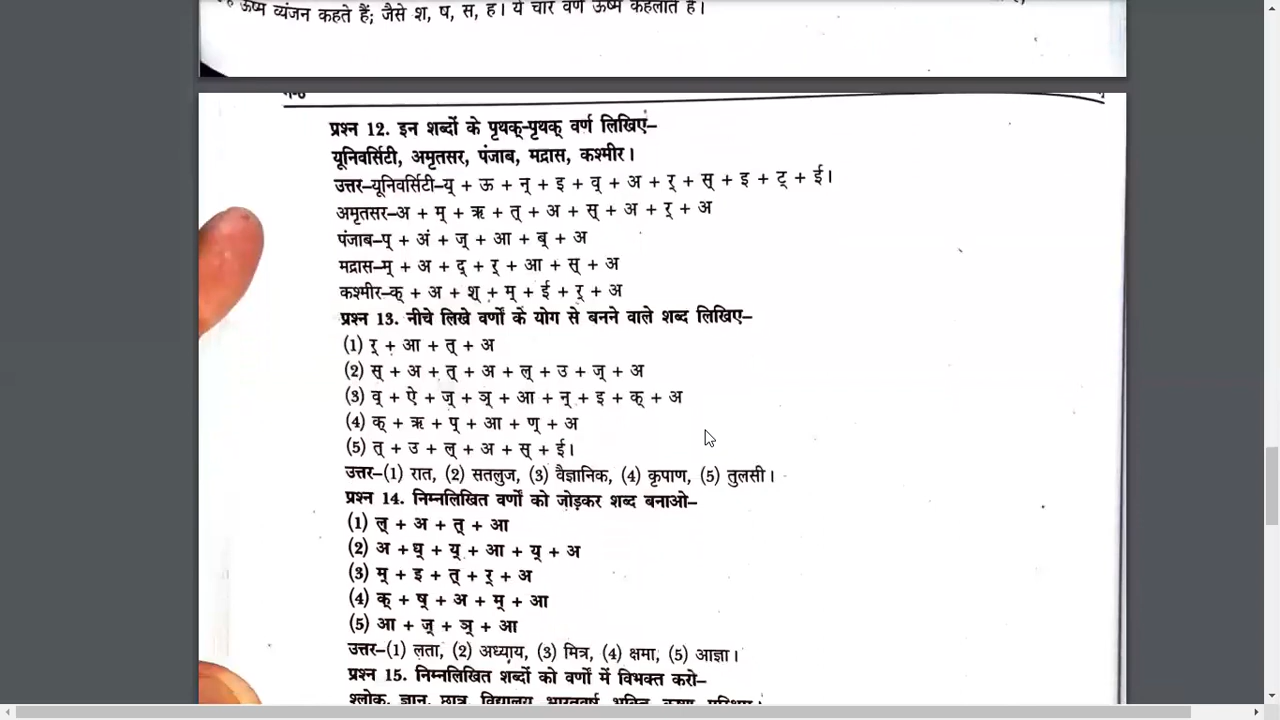 ऊष्म व्यंजन कहते हैं; जैसे श, ष, स, ह। ये चार वर्ण ऊष्म कहलाते हैं।
प्रश्न 12. इन शब्दों के पृथक्-पृथक् वर्ण लिखिएं–
यूनिवर्सिटी, अमृतसर, पंजाब, मद्रास, कश्मीर।
उत्तर–यूनिवर्सिटी–य् + ऊ + न् + इ + व् + अ + र् + स् + इ + ट् + ई।
अमृतसर–अ + म् + ऋ + त् + अ + स् + अ + र् + अ
पंजाब–प् + अं + ज् + आ + ब् + अ
मद्रास–म् + अ + द् + र् + आ + स् + अ
कश्मीर–क् + अ + श् + म् + ई + र् + अ
प्रश्न 13. नीचे लिखे वर्णों के योग से बनने वाले शब्द लिखिए–
(1) र् + आ + त् + अ
(2) स् + अ + त् + अ + ल् + उ + ज् + अ
(3) व् + ऐ + ज् + ञ् + आ + न् + इ + क् + अ
(4) क् + ऋ + प् + आ + ण् + अ
(5) त् + उ + ल् + अ + स् + ई।
उत्तर–(1) रात, (2) सतलुज, (3) वैज्ञानिक, (4) कृपाण, (5) तुलसी।
प्रश्न 14. निम्नलिखित वर्णों को जोड़कर शब्द बनाओ–
(1) ल् + अ + त् + आ
(2) अ + ध् + य् + आ + य् + अ
(3) म् + इ + त् + र् + अ
(4) क् + ष् + अ + म् + आ
(5) आ + ज् + ञ् + आ
उत्तर–(1) लता, (2) अध्याय, (3) मित्र, (4) क्षमा, (5) आज्ञा।
प्रश्न 15. निम्नलिखित शब्दों को वर्णों में विभक्त करो–
श्लोक, ज्ञान, छात्र, विद्यालय, भारतवर्ष, भक्ति, कृष्ण,